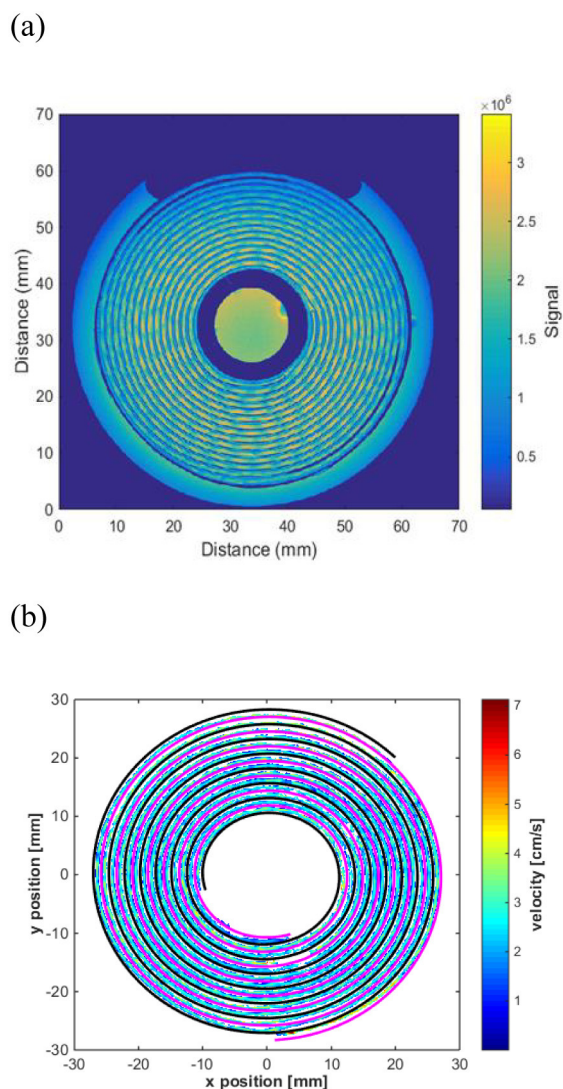 (a)
×10⁶
70
60
50
40
30
20
10
0
0 10 20 30 40 50 60 70
Distance (mm)
Distance (mm)
3
2.5
2
1.5
1
0.5
Signal
(b)
30
20
10
0
-10
-20
-30
-30 -20 -10 0 10 20 30
x position [mm]
y position [mm]
7
6
5
4
3
2
1
velocity [cm/s]